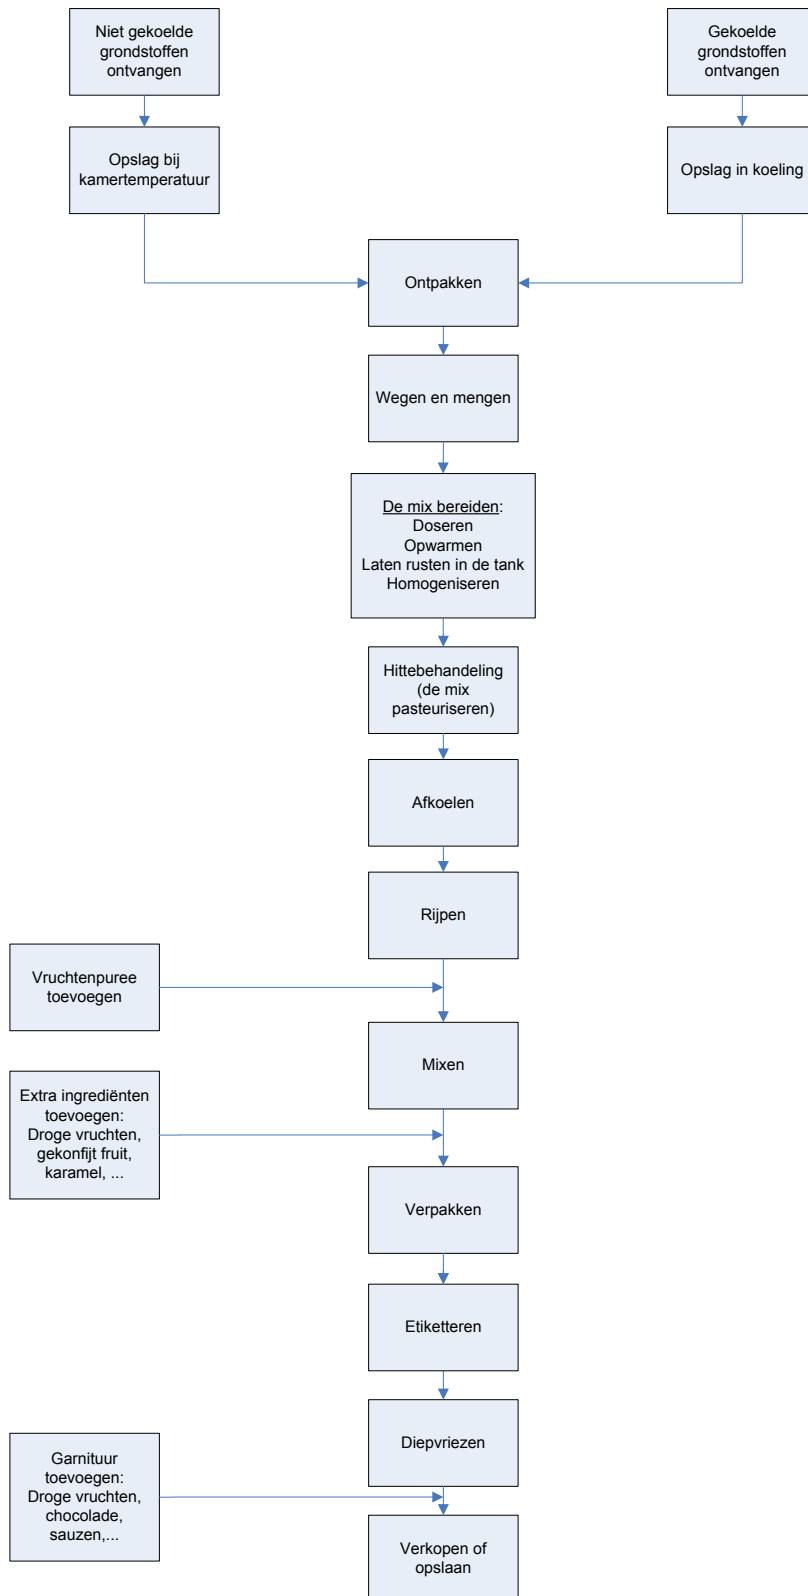 Niet gekoelde
grondstoffen
ontvangen
Gekoelde
grondstoffen
ontvangen
Opslag bij
kamertemperatuur
Opslag in koeling
Ontpakken
Wegen en mengen
De mix bereiden:
Doseren
Opwarmen
Laten rusten in de tank
Homogeniseren
Hittebehandeling
(de mix
pasteuriseren)
Afkoelen
Rijpen
Vruchtenpuree
toevoegen
Mixen
Extra ingrediënten
toevoegen:
Droge vruchten,
gekonfijt fruit,
karamel, ...
Verpakken
Etiketteren
Diepvriezen
Garnituur
toevoegen:
Droge vruchten,
chocolade,
sauzen,...
Verkopen of
opslaan